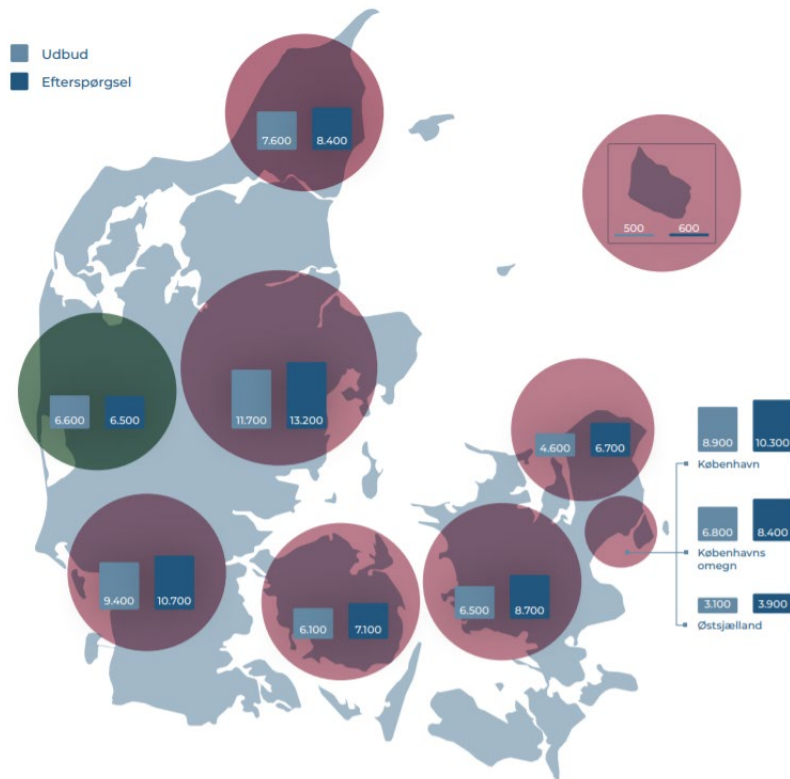 Udbud
Efterspørgsel
7.600 8.400
500 600
6.600 6.500
11.700 13.200
4.600 6.700
8.900 10.300
København
6.800 8.400
Københavns
omegn
9.400 10.700
6.100 7.100
6.500 8.700
3.100 3.900
Østsjælland